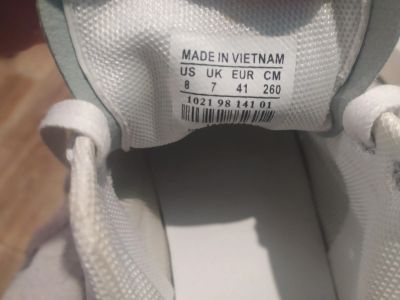 MADE IN VIETNAM
US UK EUR CM
8 7 41 260
1021 98 141 01